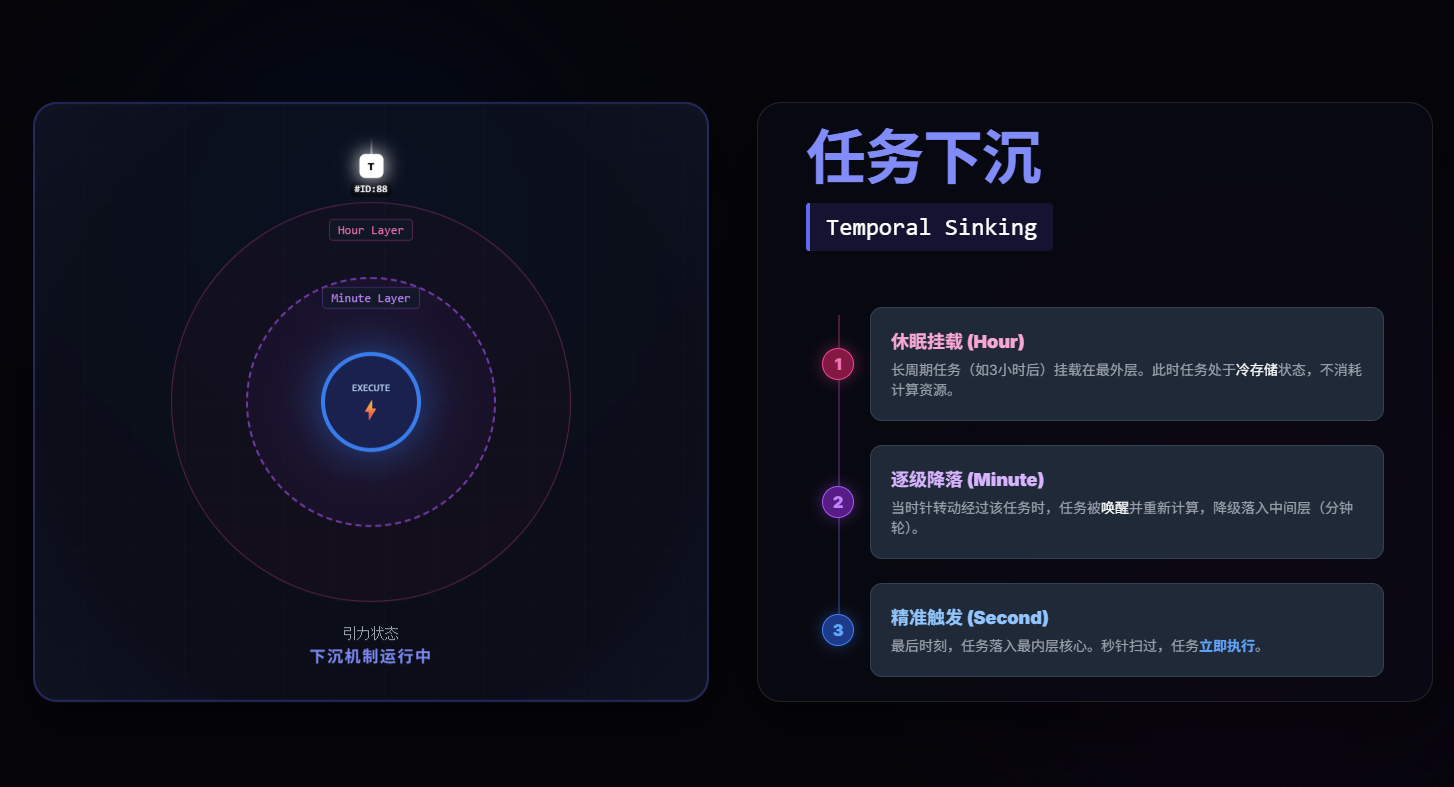 T
#ID:88
Hour Layer
Minute Layer
EXECUTE
引力状态
下沉机制运行中
任务下沉
Temporal Sinking
1
休眠挂载 (Hour)
长周期任务（如3小时后）挂载在最外层。此时任务处于冷存储状态，不消耗
计算资源。
2
逐级降落 (Minute)
当时针转动经过该任务时，任务被唤醒并重新计算，降级落入中间层（分钟
轮）。
3
精准触发 (Second)
最后时刻，任务落入最内层核心。秒针扫过，任务立即执行。